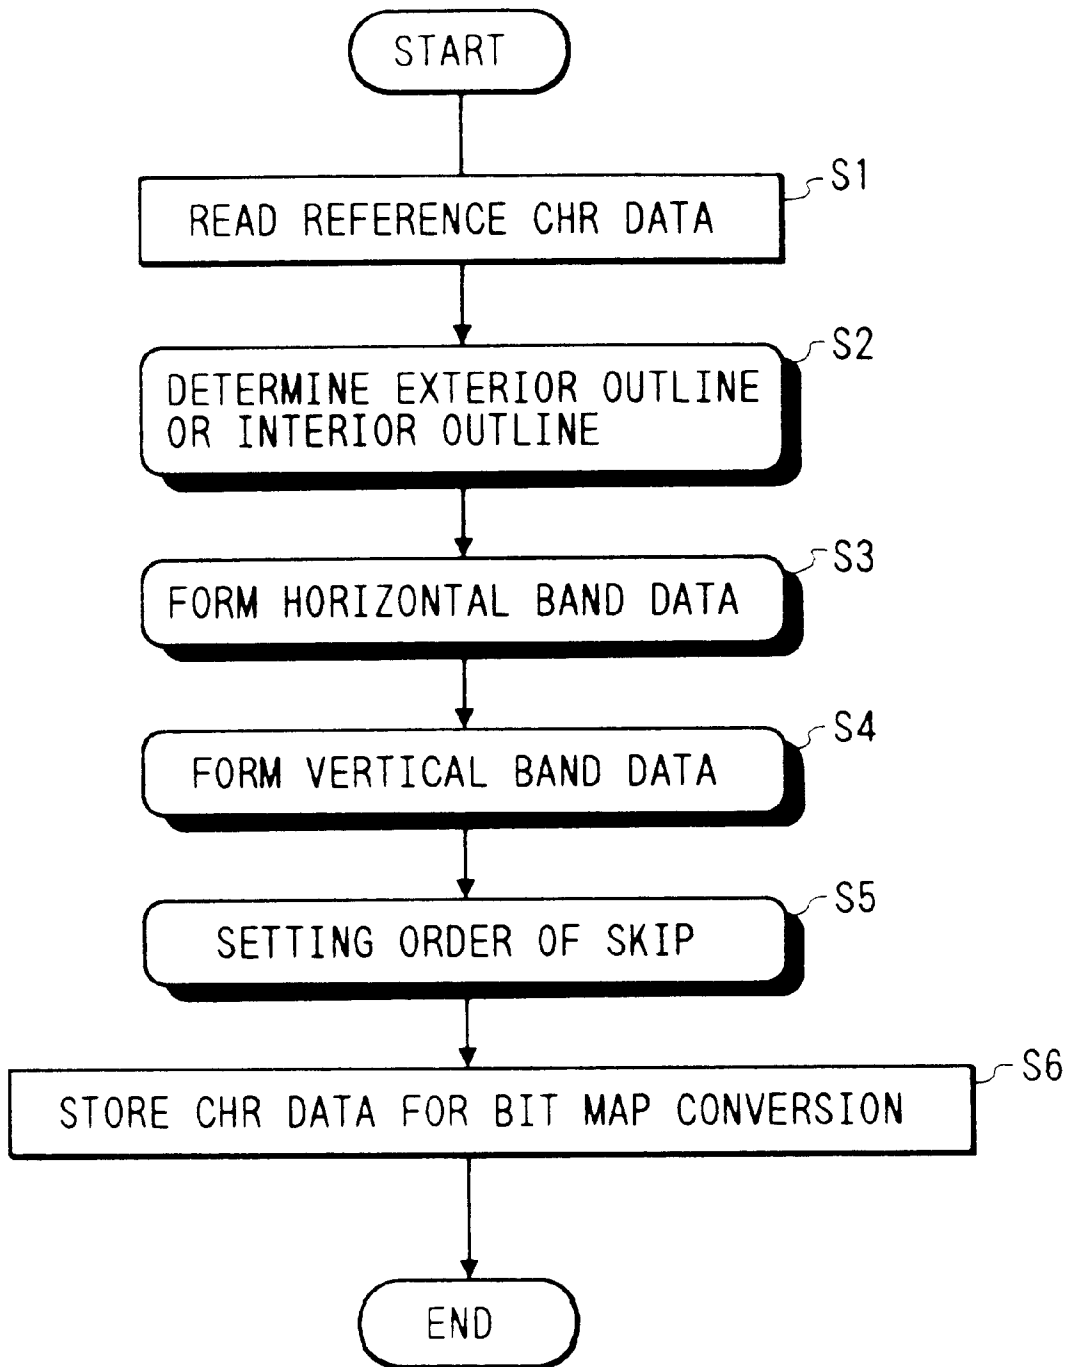 START
S1
READ REFERENCE CHR DATA
S2
DETERMINE EXTERIOR OUTLINE
OR INTERIOR OUTLINE
S3
FORM HORIZONTAL BAND DATA
S4
FORM VERTICAL BAND DATA
S5
SETTING ORDER OF SKIP
S6
STORE CHR DATA FOR BIT MAP CONVERSION
END